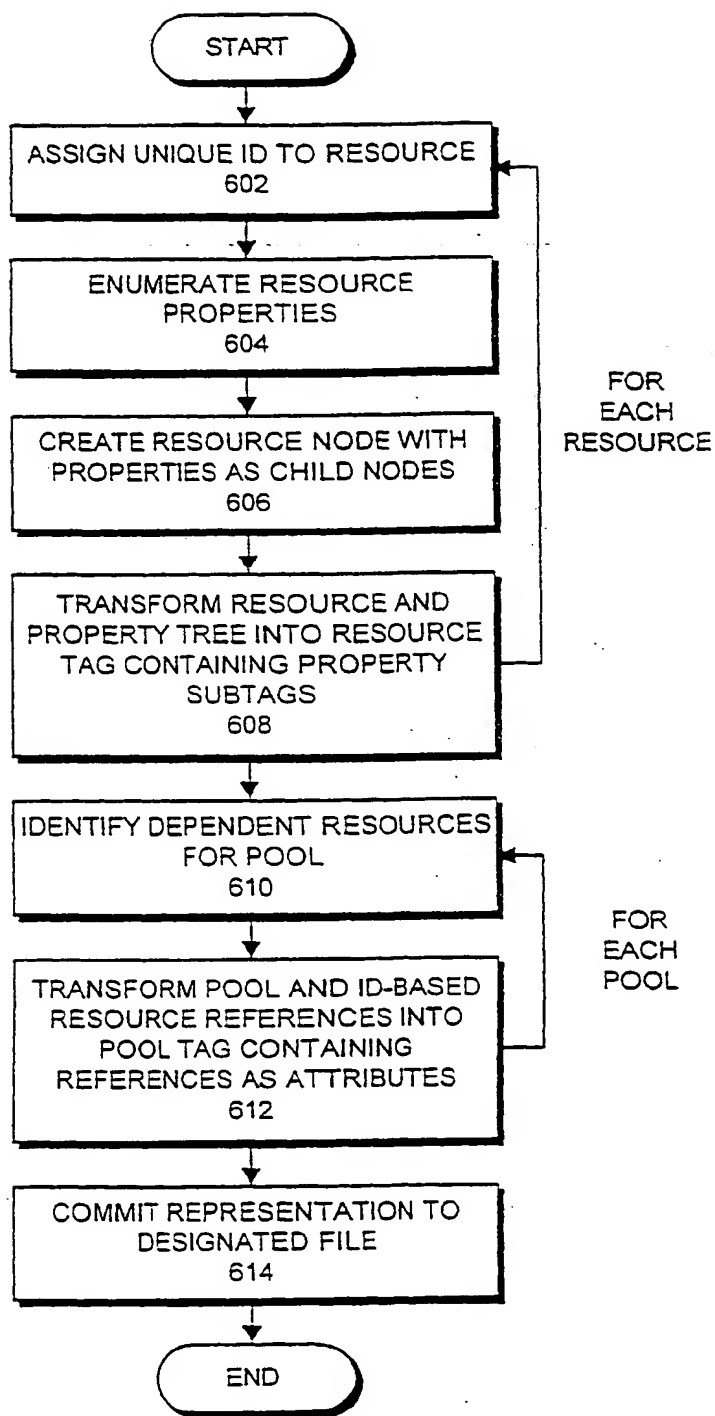 START
ASSIGN UNIQUE ID TO RESOURCE
602
ENUMERATE RESOURCE
PROPERTIES
604
CREATE RESOURCE NODE WITH
PROPERTIES AS CHILD NODES
606
TRANSFORM RESOURCE AND
PROPERTY TREE INTO RESOURCE
TAG CONTAINING PROPERTY
SUBTAGS
608
FOR
EACH
RESOURCE
IDENTIFY DEPENDENT RESOURCES
FOR POOL
610
TRANSFORM POOL AND ID-BASED
RESOURCE REFERENCES INTO
POOL TAG CONTAINING
REFERENCES AS ATTRIBUTES
612
FOR
EACH
POOL
COMMIT REPRESENTATION TO
DESIGNATED FILE
614
END